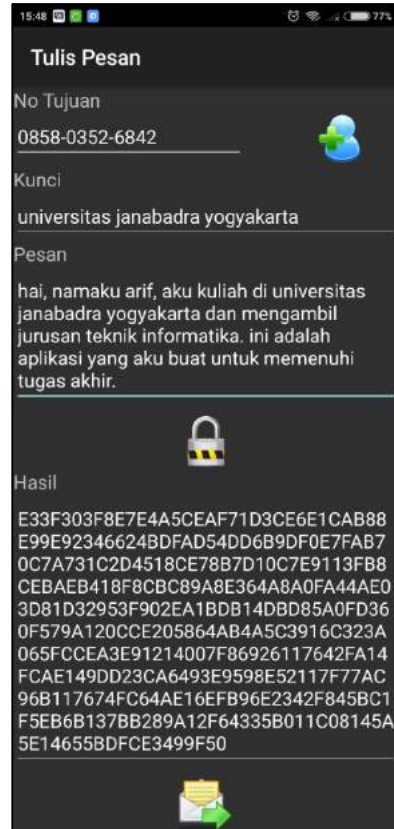 15:48 77%
Tulis Pesan
No Tujuan
0858-0352-6842
Kunci
universitas janabadra yogyakarta
Pesan
hai, namaku arif, aku kuliah di universitas
janabadra yogyakarta dan mengambil
jurusan teknik informatika. ini adalah
aplikasi yang aku buat untuk memenuhi
tugas akhir.
Hasil
E33F303F8E7E4A5CEAF71D3CE6E1CAB88
E99E92346624BDFAD54DD6B9DF0E7FAB7
0C7A731C2D4518CE78B7D10C7E9113FB8
CEBAEB418F8CBC89A8E364A8A0FA44AE0
3D81D32953F902EA1BDB14DBD85A0FD36
0F579A120CCE205864AB4A5C3916C323A
065FCCEA3E91214007F86926117642FA14
FCAE149DD23CA6493E9598E52117F77AC
96B117674FC64AE16EFB96E2342F845BC1
F5EB6B137BB289A12F64335B011C08145A
5E14655BDFCE3499F50